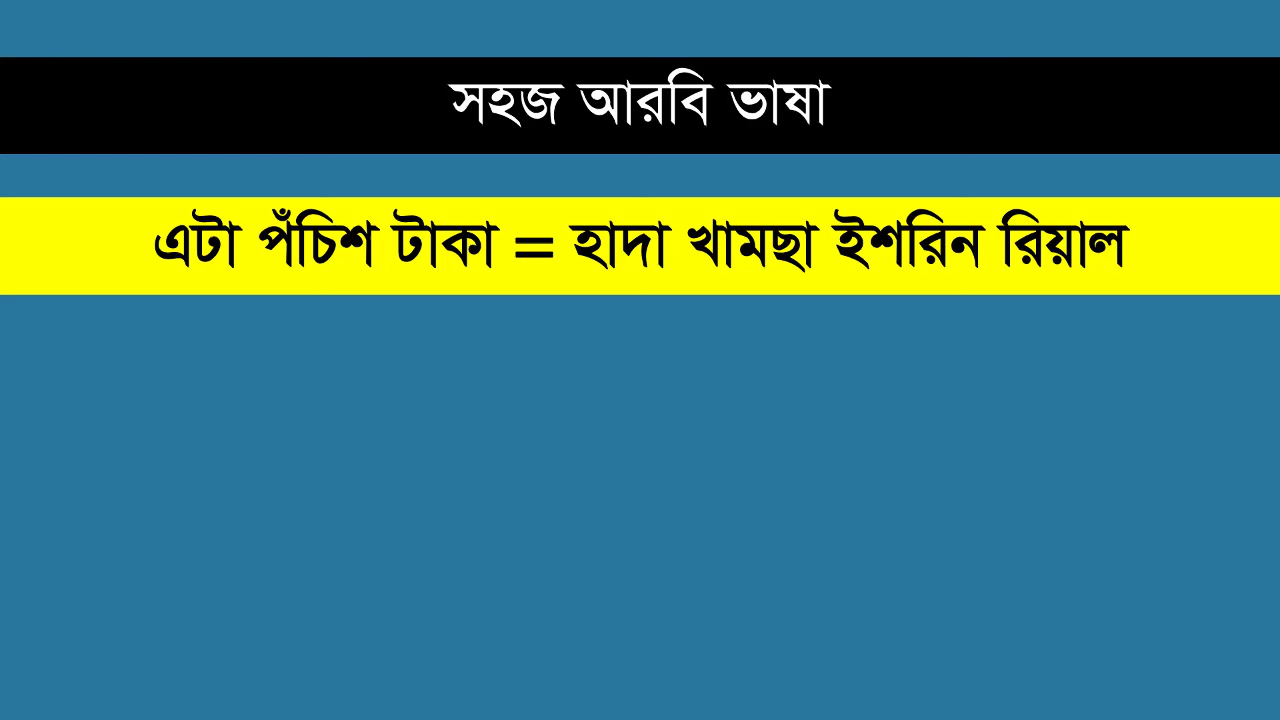 সহজ আরবি ভাষা
এটা পঁচিশ টাকা = হাদা খামছা ইশরিন রিয়াল